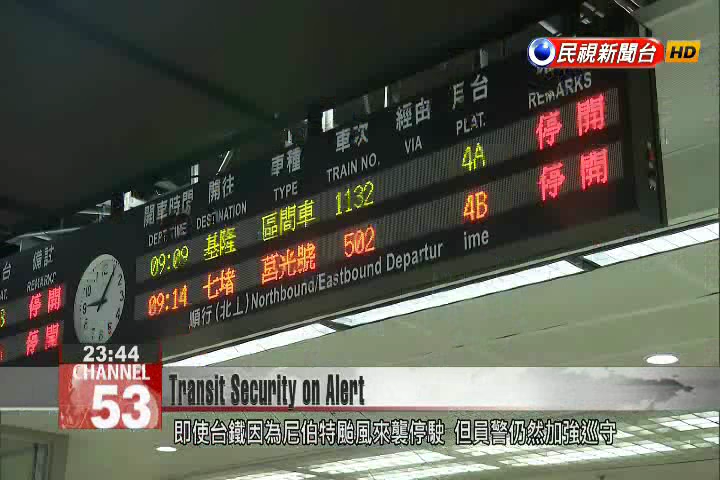 民視新聞台 HD
開車時間 開往 車種 車次 經由 月台
DEPT TIME DESTINATION TYPE TRAIN NO. VIA PLAT. REMARKS
09:09 基隆 區間車 1132 4A 停開
09:14 七堵 莒光號 502 4B 停開
順行(北上)Northbound/Eastbound Departur ime
台 備註
REMARKS
停開
停開
23:44
CHANNEL
53
Transit Security on Alert
即使台鐵因為尼伯特颱風來襲停駛 但員警仍然加強巡守